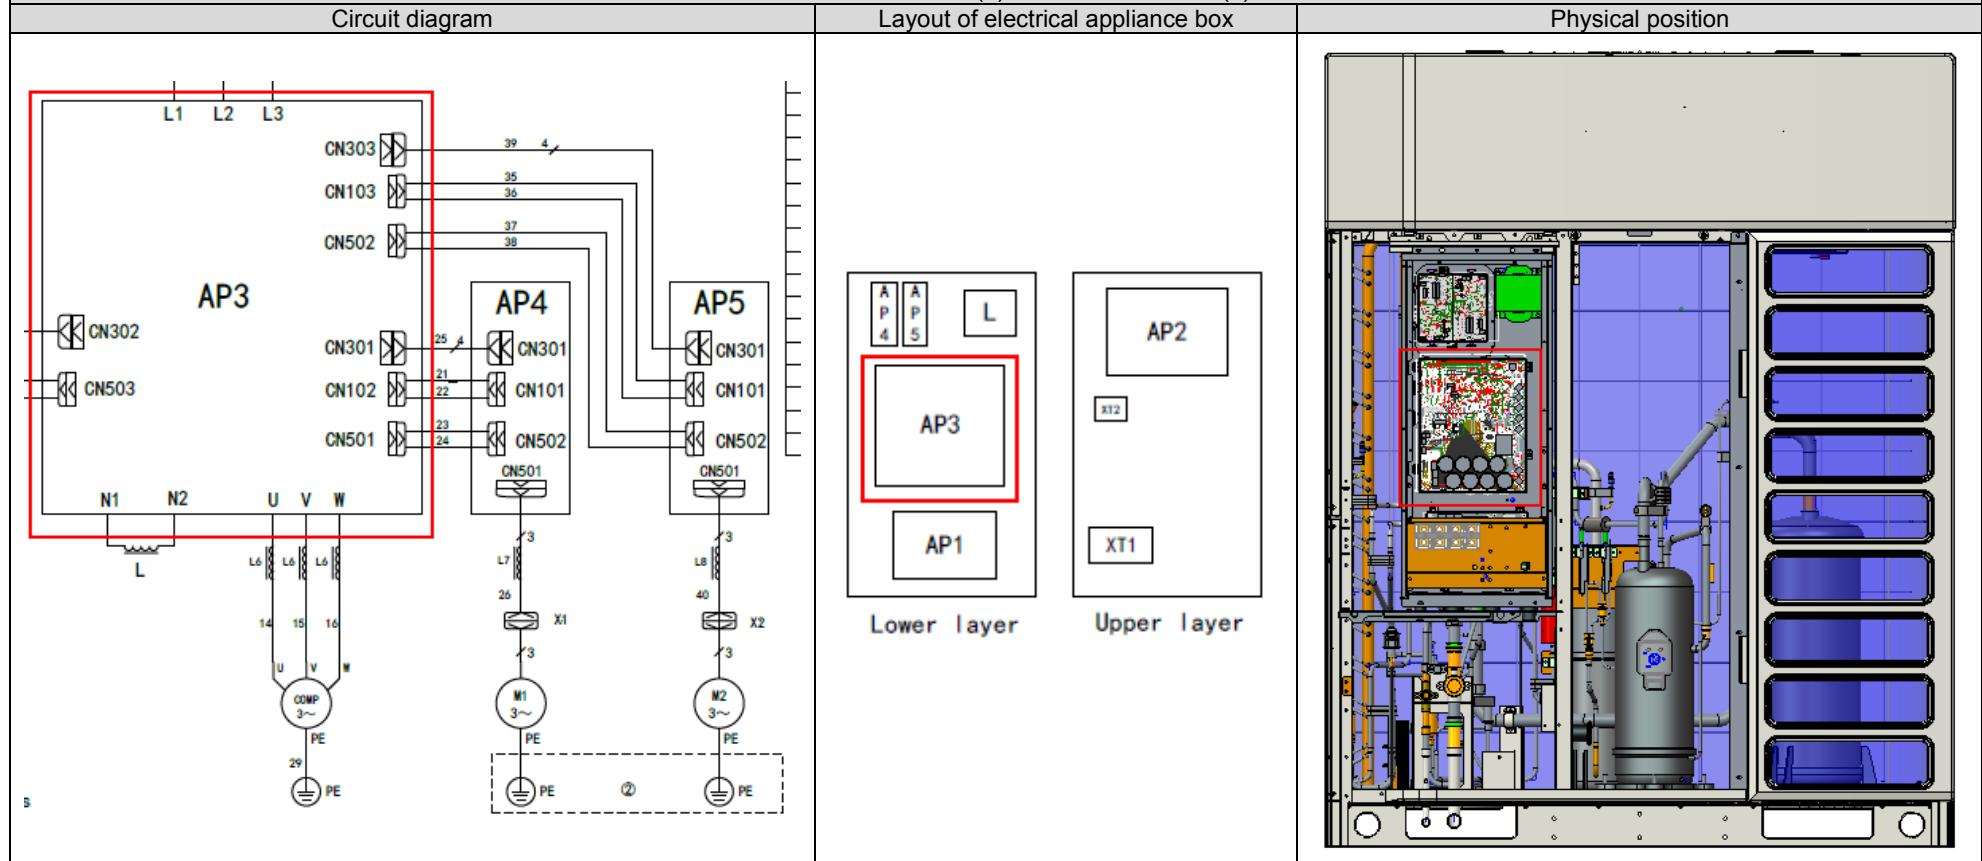 Circuit diagram
Layout of electrical appliance box
Physical position
L1 L2 L3
CN303
39 4
CN103
35
36
CN502
37
38
AP3
AP4
AP5
CN302
CN301
25 4
CN301
CN301
CN503
CN102
21
22
CN101
CN101
CN501
23
24
CN502
CN502
CN501
CN501
N1 N2 U V W
L
L6 L6 L6
3
3
L7
L8
26
40
14 15 16
X1
X2
3
3
U V W
COMP
3~
M1
3~
M2
3~
PE
PE
PE
29
PE
PE
②
PE
s
A
P
4
A
P
5
L
AP3
AP1
Lower layer
AP2
XT2
XT1
Upper layer